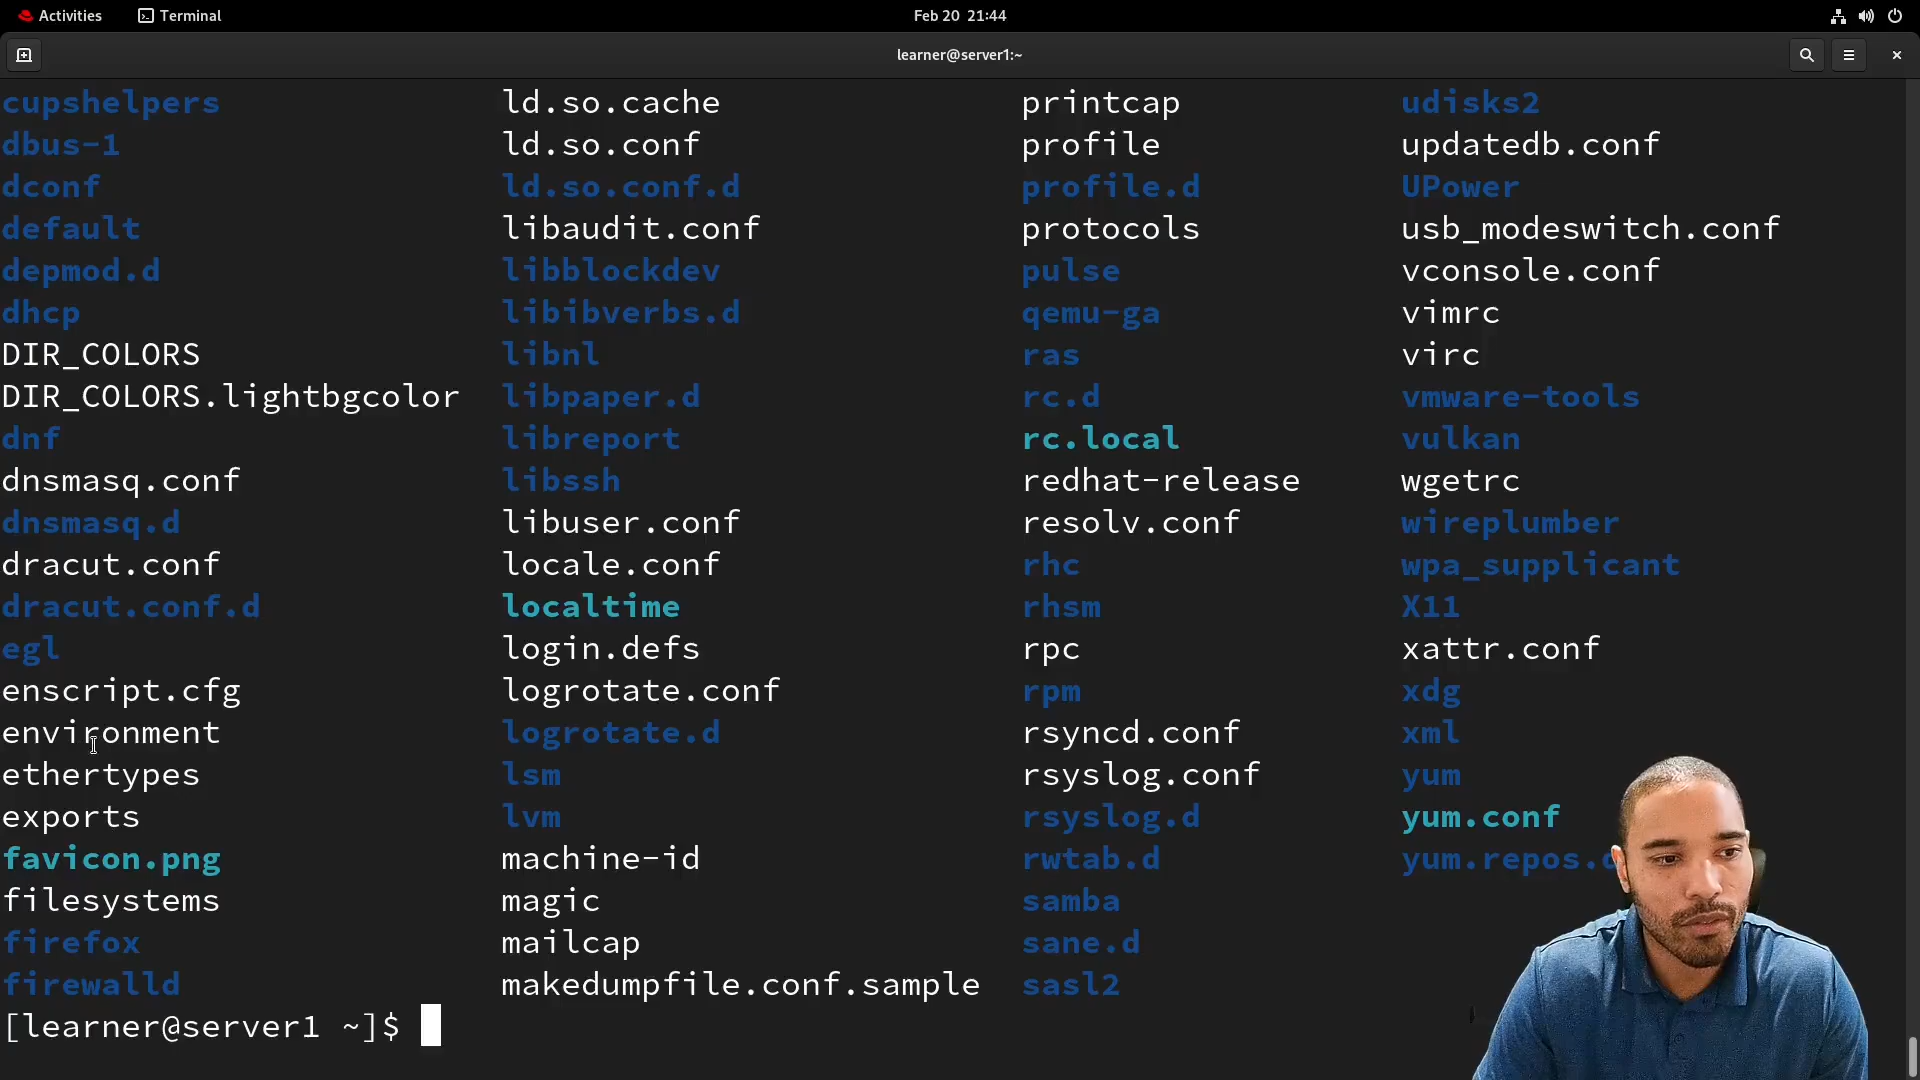 Activities Terminal Feb 20 21:44
learner@server1:~
cupshelpers ld.so.cache printcap udisks2
dbus-1 ld.so.conf profile updatedb.conf
dconf ld.so.conf.d profile.d UPower
default libaudit.conf protocols usb_modeswitch.conf
depmod.d libblockdev pulse vconsole.conf
dhcp libibverbs.d qemu-ga vimrc
DIR_COLORS libnl ras virc
DIR_COLORS.lightbgcolor libpaper.d rc.d vmware-tools
dnf libreport rc.local vulkan
dnsmasq.conf libssh redhat-release wgetrc
dnsmasq.d libuser.conf resolv.conf wireplumber
dracut.conf locale.conf rhc wpa_supplicant
dracut.conf.d localtime rhsm X11
egl login.defs rpc xattr.conf
enscript.cfg logrotate.conf rpm xdg
environment logrotate.d rsyncd.conf xml
ethertypes lsm rsyslog.conf yum
exports lvm rsyslog.d yum.conf
favicon.png machine-id rwtab.d yum.repos.d
filesystems magic samba
firefox mailcap sane.d
firewalld makedumpfile.conf.sample sasl2
[learner@server1 ~]$